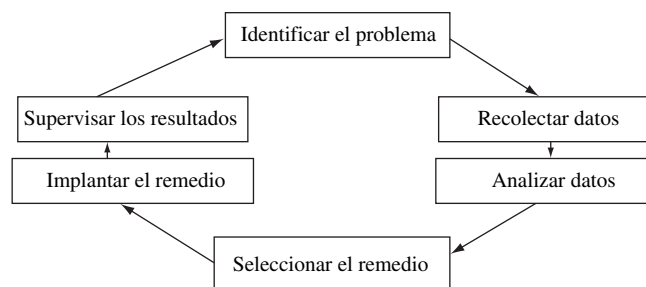 Identificar el problema
Recolectar datos
Analizar datos
Seleccionar el remedio
Implantar el remedio
Supervisar los resultados